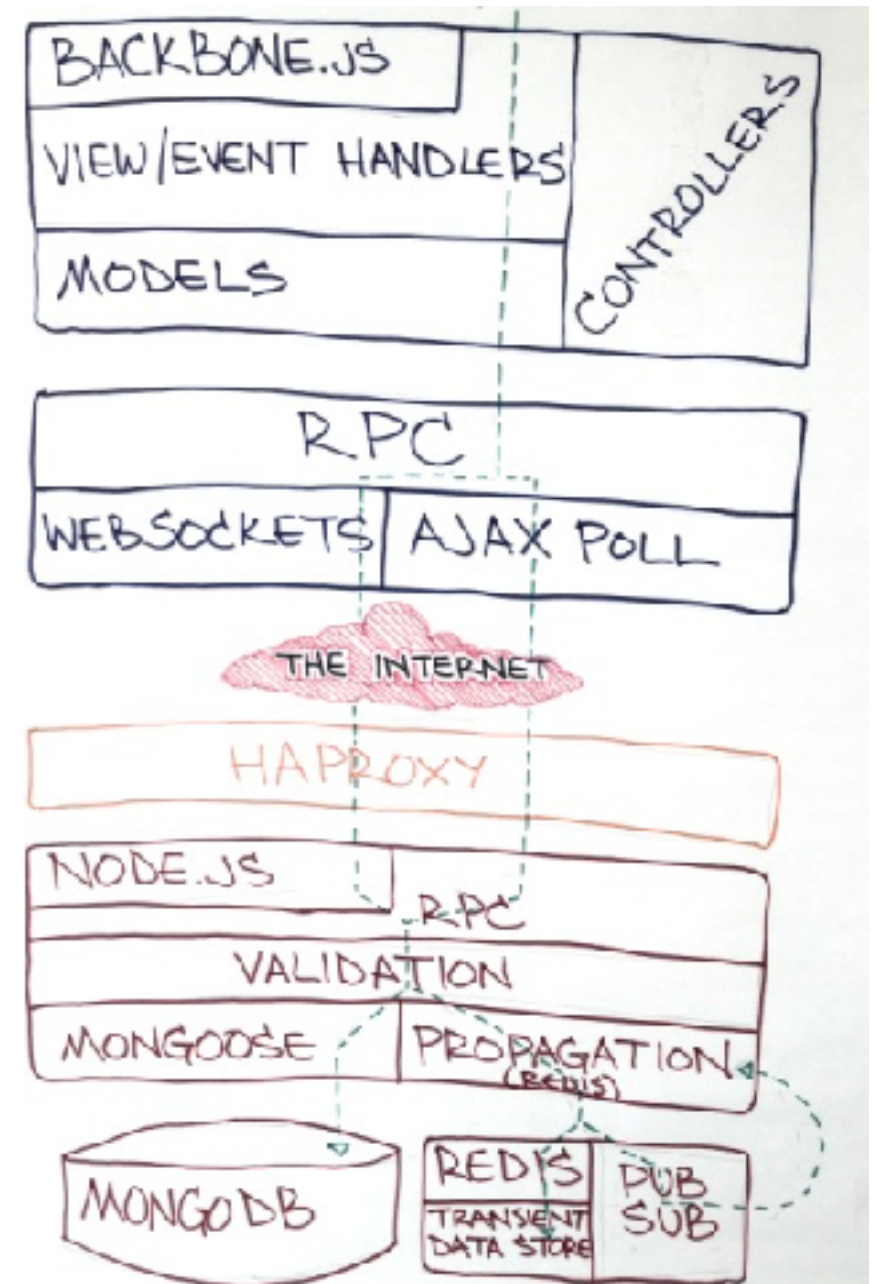 BACKBONE.JS
VIEW/EVENT HANDLERS
MODELS
CONTROLLERS
RPC
WEBSOCKETS
AJAX POLL
THE INTERNET
HAPROXY
NODE.JS
RPC
VALIDATION
MONGOOSE
PROPAGATION
(REDIS)
MONGODB
REDIS
TRANSIENT
DATA STORE
PUB
SUB